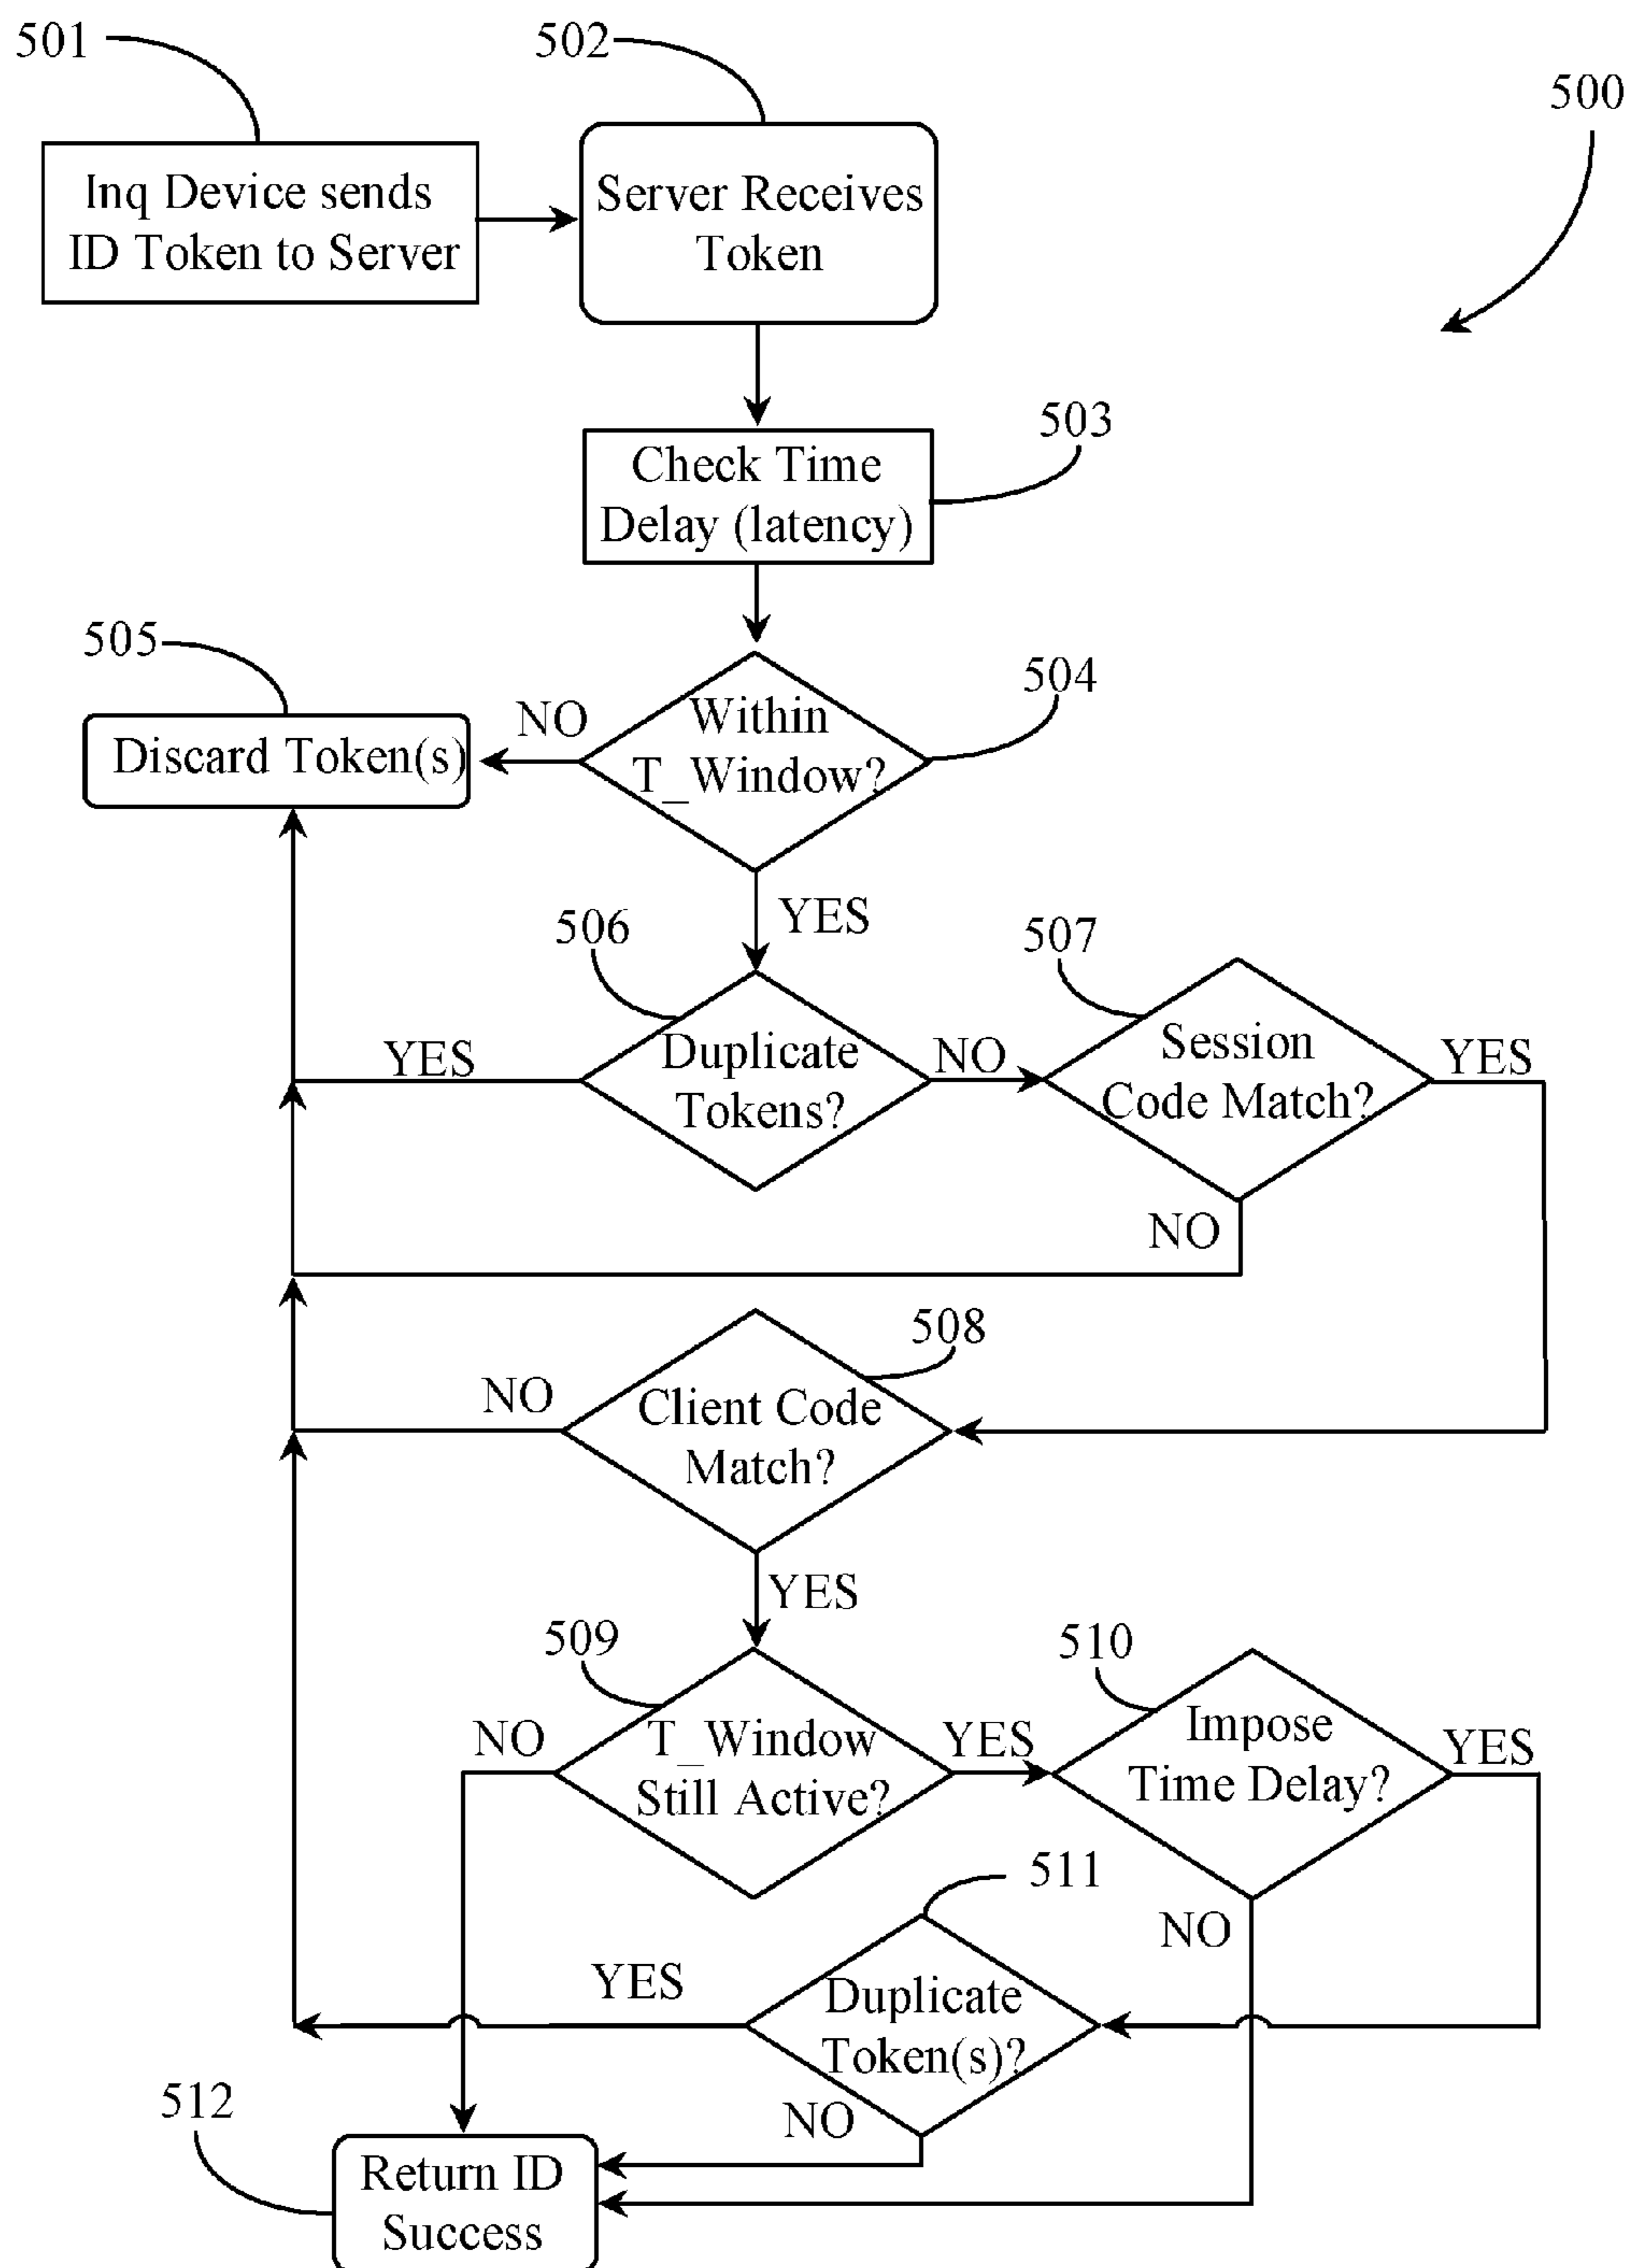 501
502
500
Inq Device sends
ID Token to Server
Server Receives
Token
503
Check Time
Delay (latency)
505
504
NO
Within
T_Window?
Discard Token(s)
YES
506
507
YES
Duplicate
Tokens?
NO
Session
Code Match?
YES
NO
508
NO
Client Code
Match?
YES
509
510
NO
T_Window
Still Active?
YES
Impose
Time Delay?
YES
511
NO
YES
Duplicate
Token(s)?
NO
512
Return ID
Success